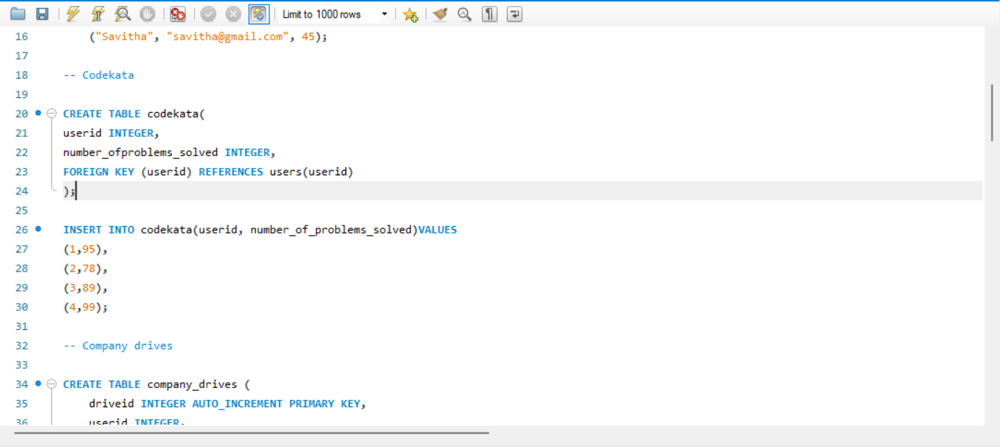 Limit to 1000 rows
16 ("Savitha", "savitha@gmail.com", 45);
17
18 -- Codekata
19
20 CREATE TABLE codekata(
21 userid INTEGER,
22 number_ofproblems_solved INTEGER,
23 FOREIGN KEY (userid) REFERENCES users(userid)
24 );
25
26 INSERT INTO codekata(userid, number_of_problems_solved)VALUES
27 (1,95),
28 (2,78),
29 (3,89),
30 (4,99);
31
32 -- Company drives
33
34 CREATE TABLE company_drives (
35 driveid INTEGER AUTO_INCREMENT PRIMARY KEY,
36 userid INTEGER,